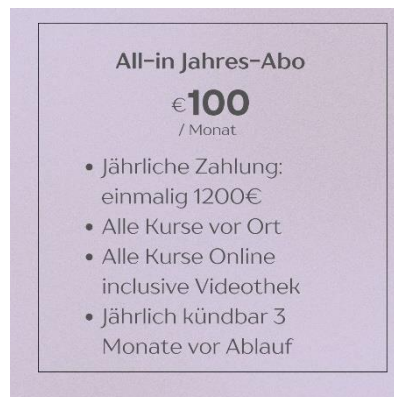 All-in Jahres-Abo
€100
/ Monat
• Jährliche Zahlung:
einmalig 1200€
• Alle Kurse vor Ort
• Alle Kurse Online
inclusive Videothek
• Jährlich kündbar 3
Monate vor Ablauf